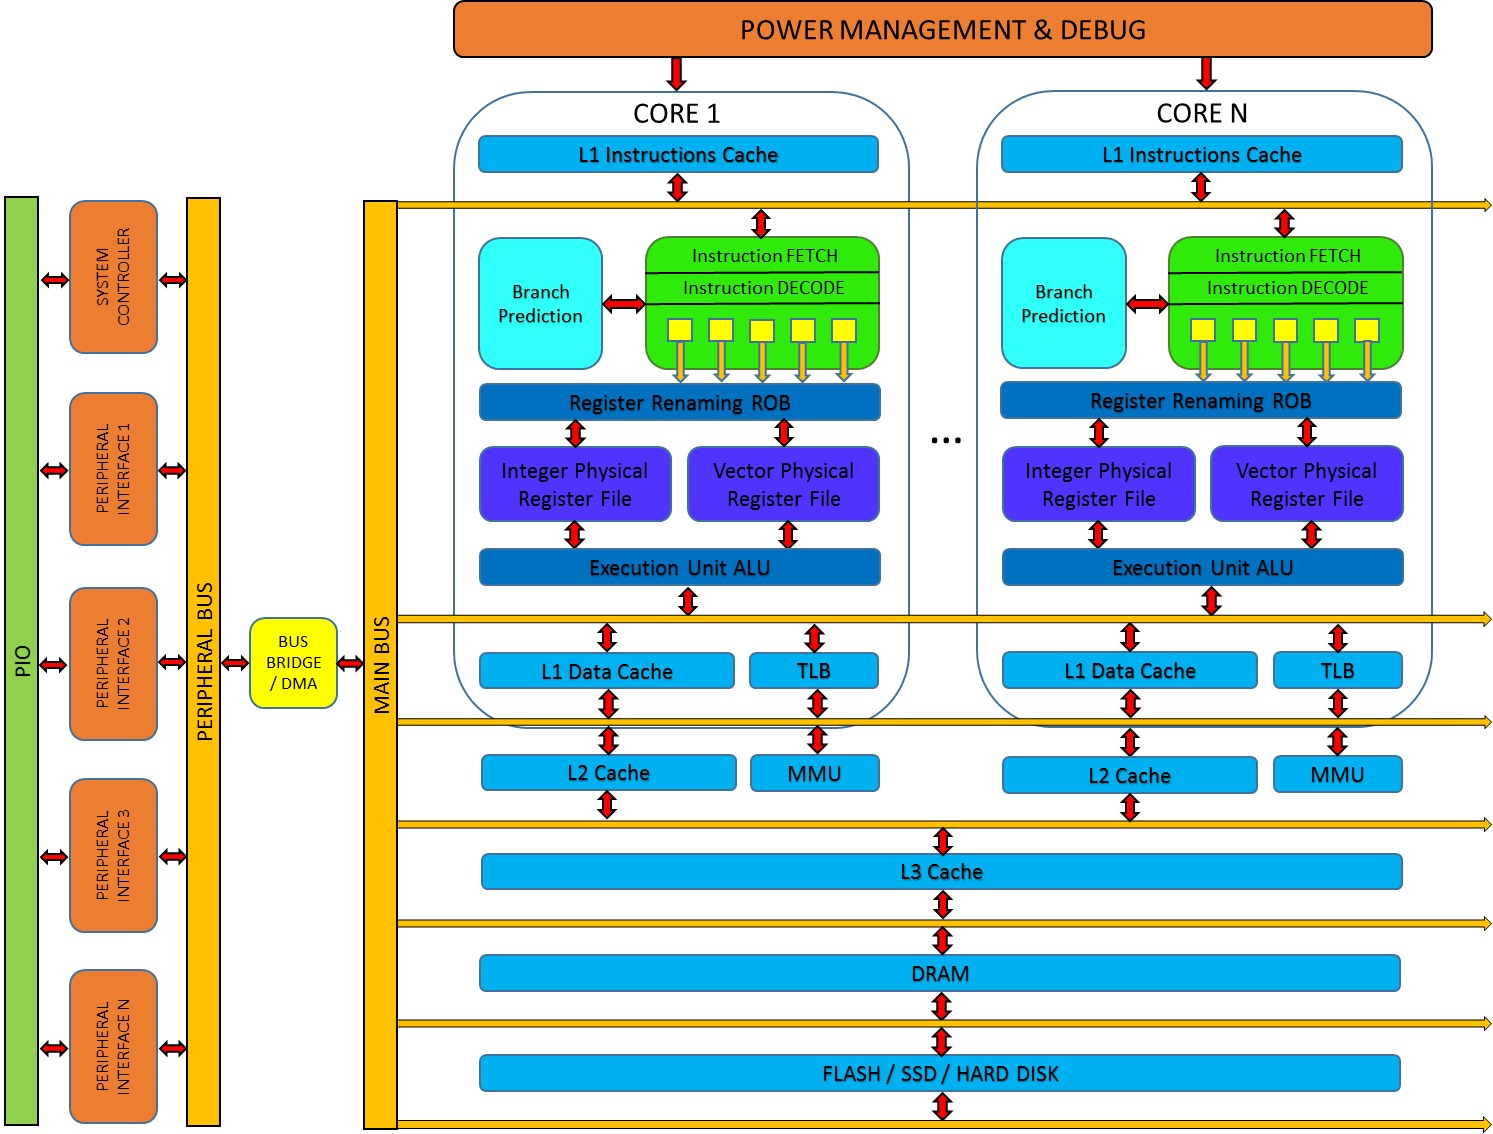 POWER MANAGEMENT & DEBUG
CORE 1
L1 Instructions Cache
Instruction FETCH
Instruction DECODE
Branch
Prediction
Register Renaming ROB
Integer Physical
Register File
Vector Physical
Register File
Execution Unit ALU
L1 Data Cache
TLB
L2 Cache
MMU
...
CORE N
L1 Instructions Cache
Instruction FETCH
Instruction DECODE
Branch
Prediction
Register Renaming ROB
Integer Physical
Register File
Vector Physical
Register File
Execution Unit ALU
L1 Data Cache
TLB
L2 Cache
MMU
L3 Cache
DRAM
FLASH / SSD / HARD DISK
PIO
SYSTEM
CONTROLLER
PERIPHERAL
INTERFACE 1
PERIPHERAL
INTERFACE 2
PERIPHERAL
INTERFACE 3
PERIPHERAL
INTERFACE N
PERIPHERAL BUS
BUS
BRIDGE
/ DMA
MAIN BUS